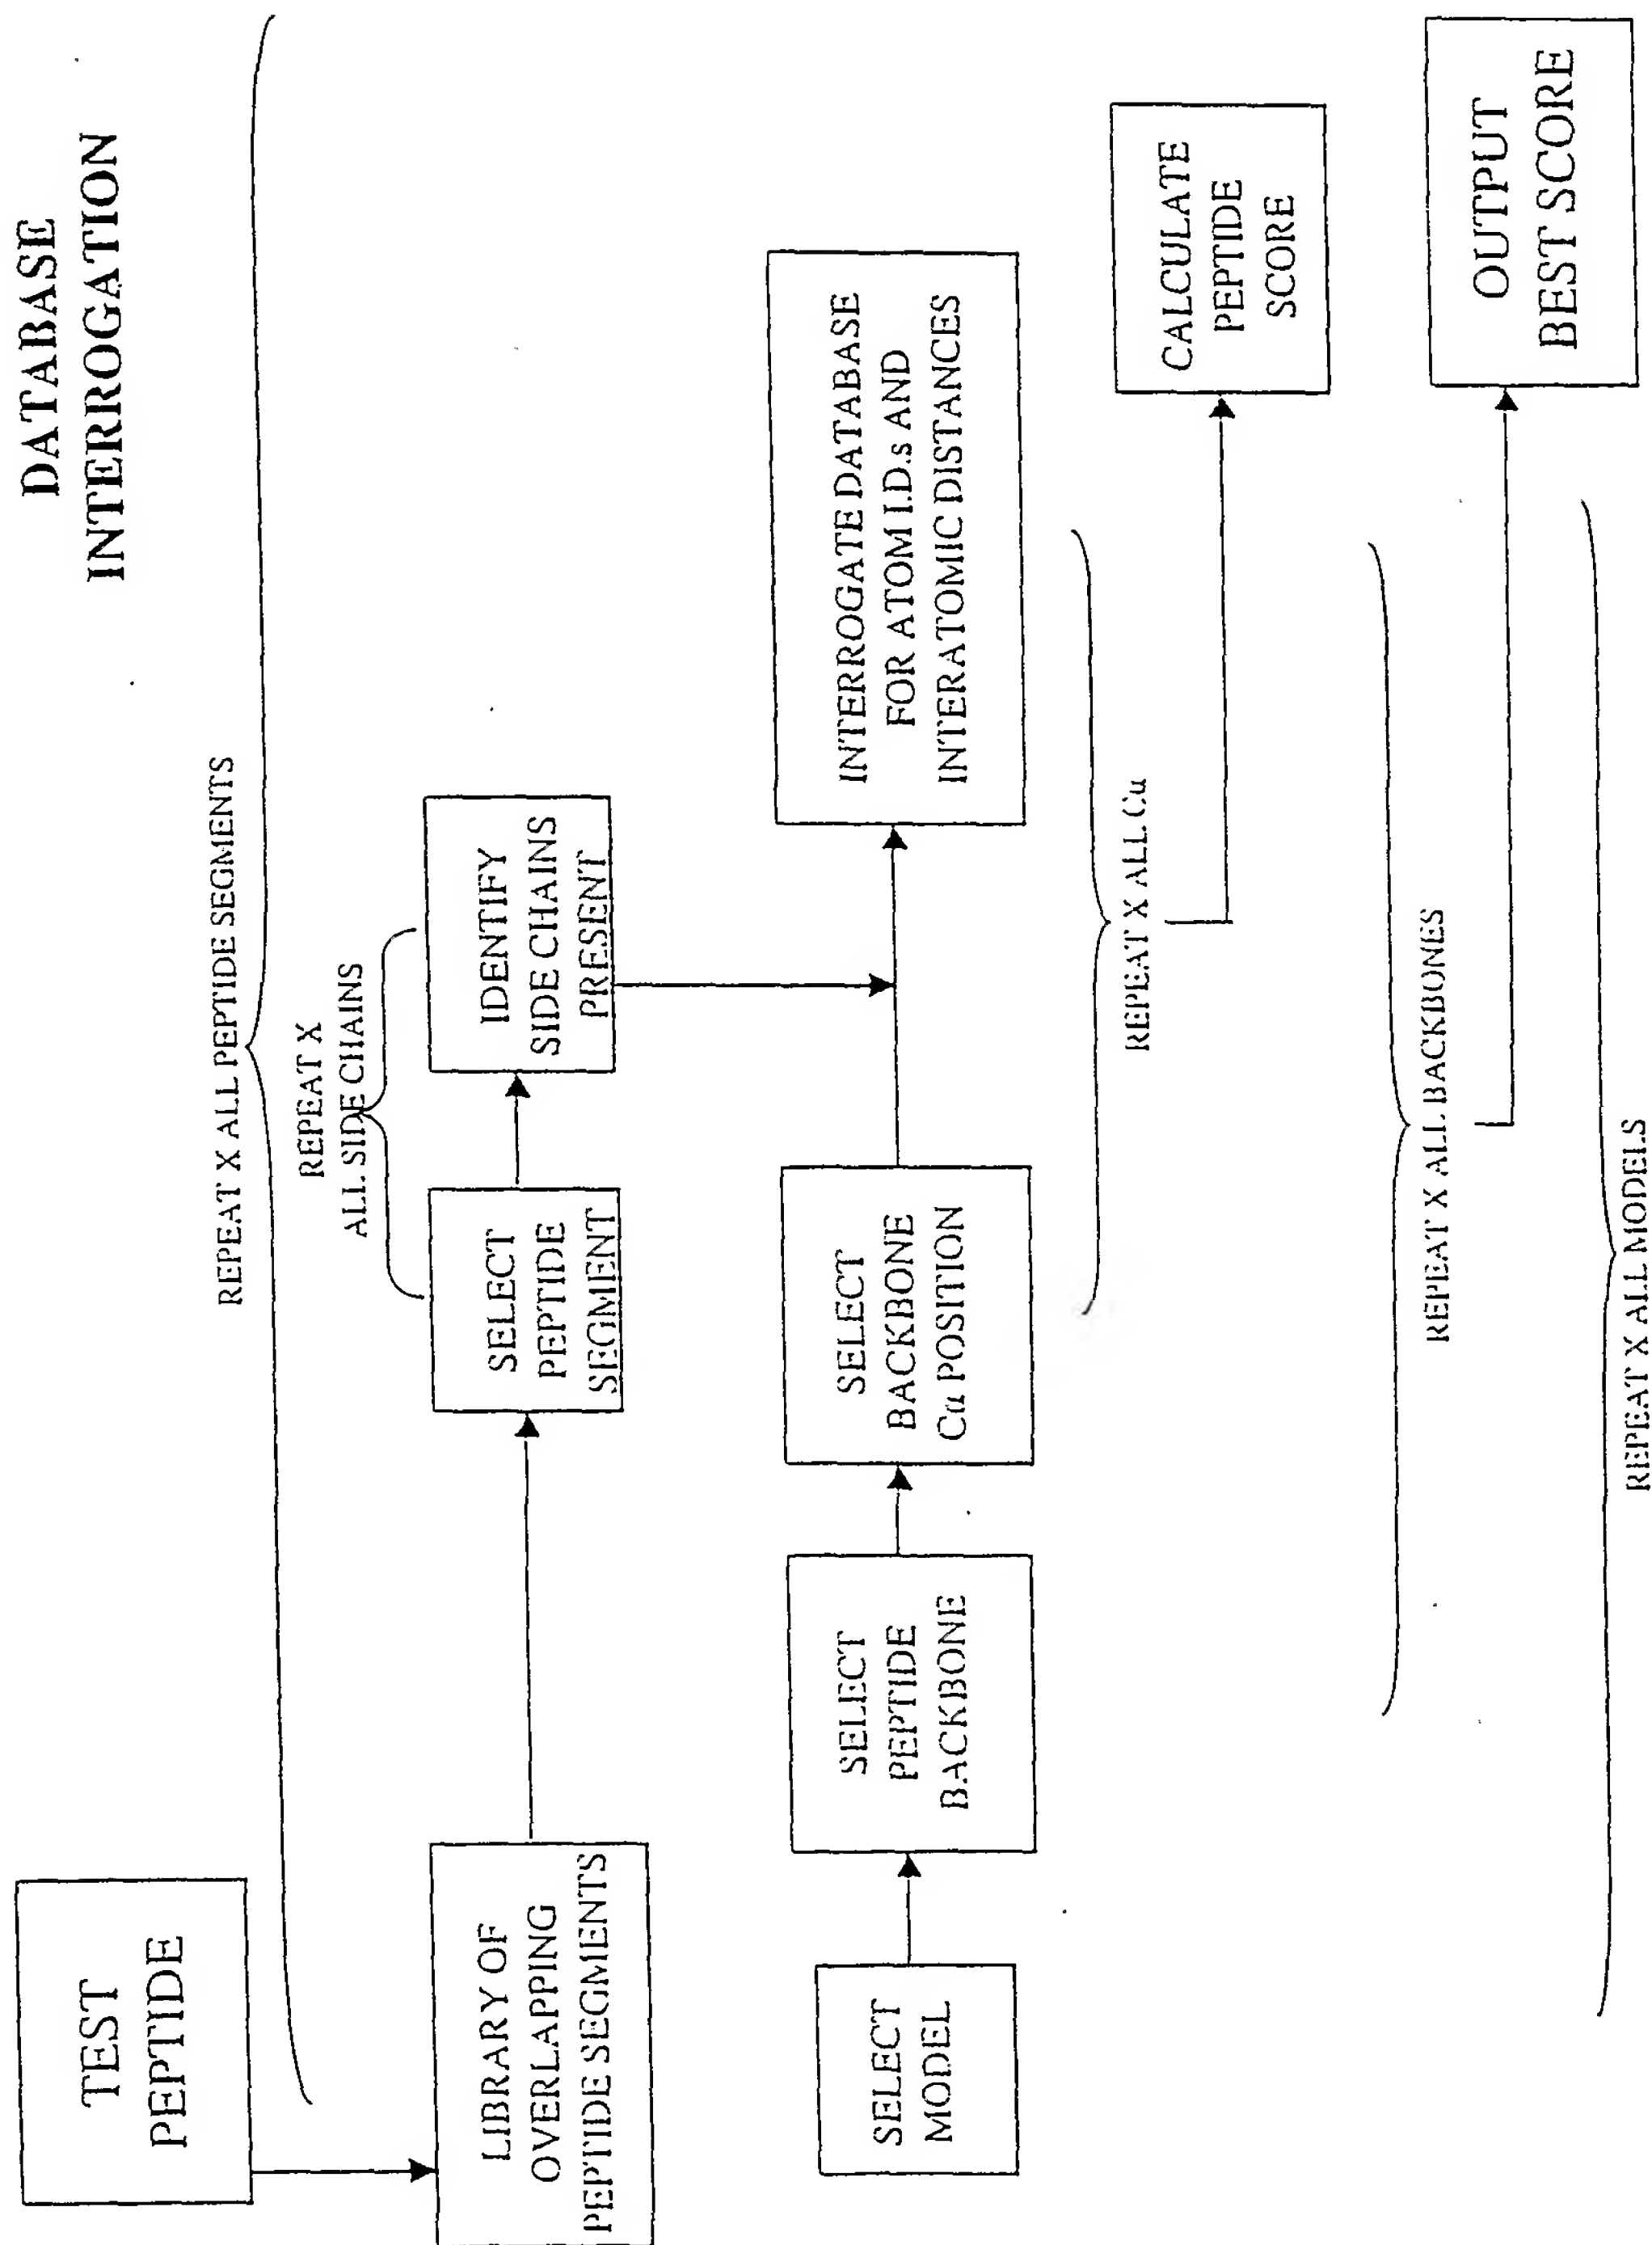 DATABASE
INTERROGATION
TEST
PEPTIDE
REPEAT X ALL PEPTIDE SEGMENTS
REPEAT X
ALL SIDE CHAINS
LIBRARY OF
OVERLAPPING
PEPTIDE SEGMENTS
SELECT
PEPTIDE
SEGMENT
IDENTIFY
SIDE CHAINS
PRESENT
SELECT
MODEL
SELECT
PEPTIDE
BACKBONE
SELECT
BACKBONE
Cα POSITION
INTERROGATE DATABASE
FOR ATOM I.D.s AND
INTERATOMIC DISTANCES
REPEAT X ALL Cα
CALCULATE
PEPTIDE
SCORE
REPEAT X ALL BACKBONES
OUTPUT
BEST SCORE
REPEAT X ALL MODELS